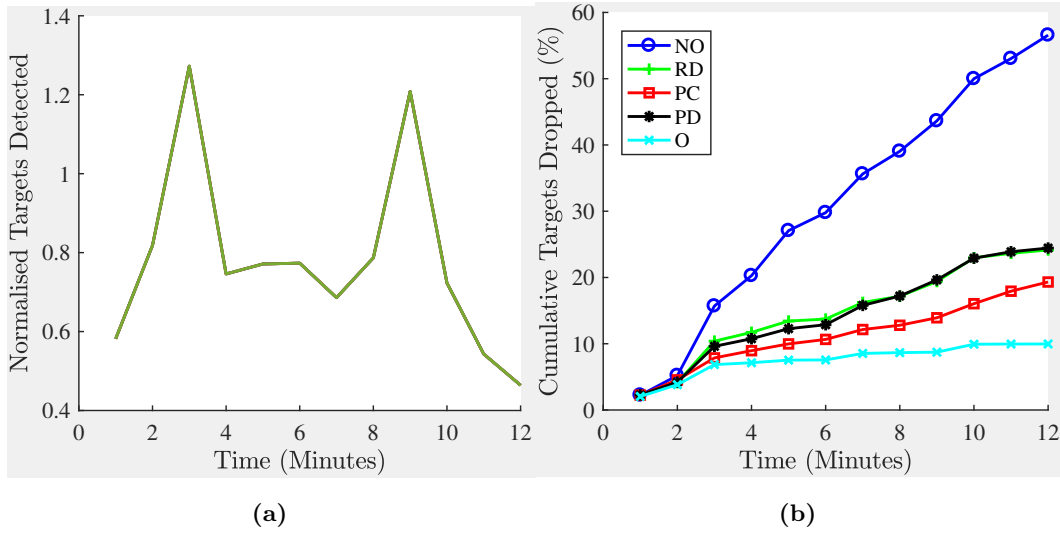 Normalised Targets Detected
1.4
1.2
1
0.8
0.6
0.4
0 2 4 6 8 10 12
Time (Minutes)
(a)
Cumulative Targets Dropped (%)
60
50
40
30
20
10
0
NO
RD
PC
PD
O
0 2 4 6 8 10 12
Time (Minutes)
(b)